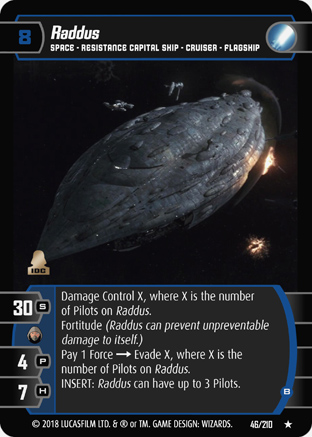 8
Raddus
SPACE - RESISTANCE CAPITAL SHIP - CRUISER - FLAGSHIP
IDC
30 S
4 P
7 H
Damage Control X, where X is the number
of Pilots on Raddus.
Fortitude (Raddus can prevent unpreventable
damage to itself.)
Pay 1 Force → Evade X, where X is the
number of Pilots on Raddus.
INSERT: Raddus can have up to 3 Pilots.
B
© 2018 LUCASFILM LTD. & ® or TM. GAME DESIGN: WIZARDS. 46/210 ★